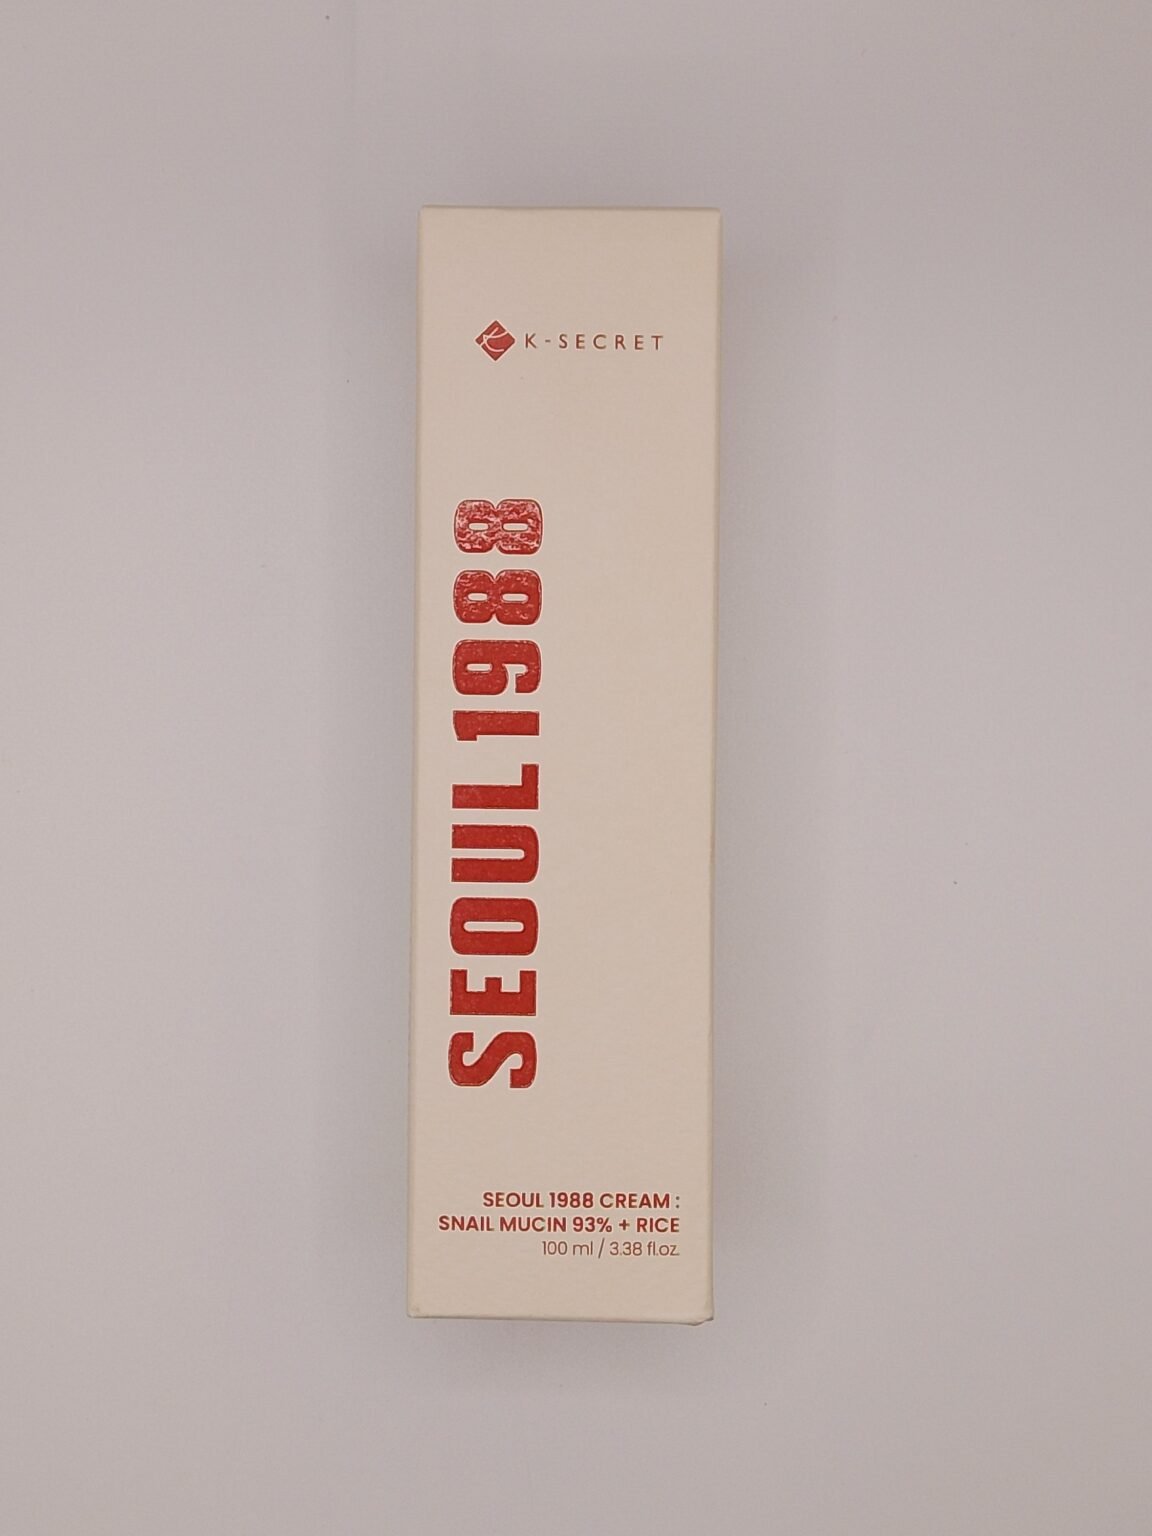 K-SECRET
SEOUL1988
SEOUL 1988 CREAM :
SNAIL MUCIN 93% + RICE
100 ml / 3.38 fl.oz.